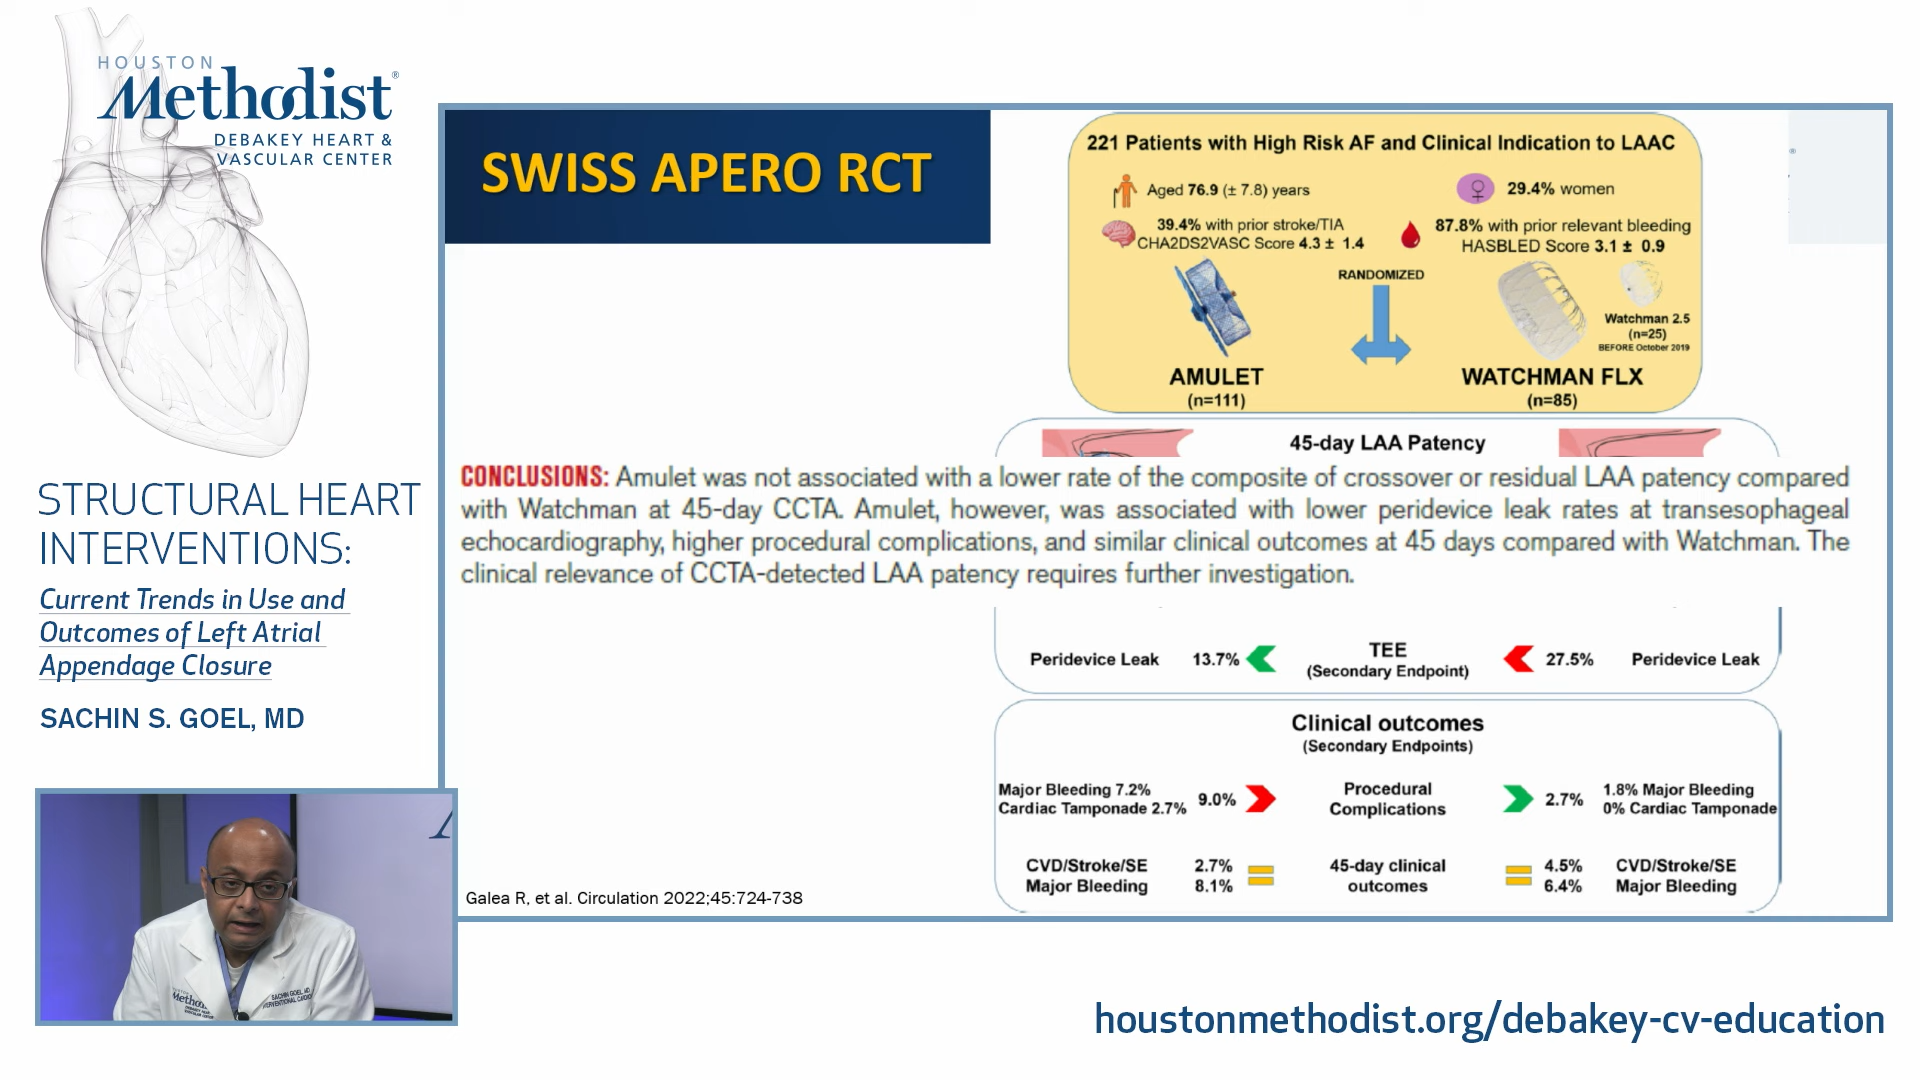 HOUSTON
Methodist®
DEBAKEY HEART &
VASCULAR CENTER
STRUCTURAL HEART
INTERVENTIONS:
Current Trends in Use and
Outcomes of Left Atrial
Appendage Closure
SACHIN S. GOEL, MD
SWISS APERO RCT
221 Patients with High Risk AF and Clinical Indication to LAAC
Aged 76.9 (± 7.8) years
29.4% women
39.4% with prior stroke/TIA
CHA2DS2VASC Score 4.3 ± 1.4
87.8% with prior relevant bleeding
HASBLED Score 3.1 ± 0.9
RANDOMIZED
Watchman 2.5
(n=25)
BEFORE October 2019
AMULET
(n=111)
WATCHMAN FLX
(n=85)
45-day LAA Patency
CONCLUSIONS: Amulet was not associated with a lower rate of the composite of crossover or residual LAA patency compared
with Watchman at 45-day CCTA. Amulet, however, was associated with lower peridevice leak rates at transesophageal
echocardiography, higher procedural complications, and similar clinical outcomes at 45 days compared with Watchman. The
clinical relevance of CCTA-detected LAA patency requires further investigation.
Peridevice Leak 13.7% TEE 27.5% Peridevice Leak
(Secondary Endpoint)
Clinical outcomes
(Secondary Endpoints)
Major Bleeding 7.2%
Cardiac Tamponade 2.7%
9.0%
Procedural
Complications
2.7%
1.8% Major Bleeding
0% Cardiac Tamponade
CVD/Stroke/SE 2.7% 45-day clinical 4.5% CVD/Stroke/SE
Major Bleeding 8.1% outcomes 6.4% Major Bleeding
Galea R, et al. Circulation 2022;45:724-738
SACHIN GOEL, MD
houstonmethodist.org/debakey-cv-education